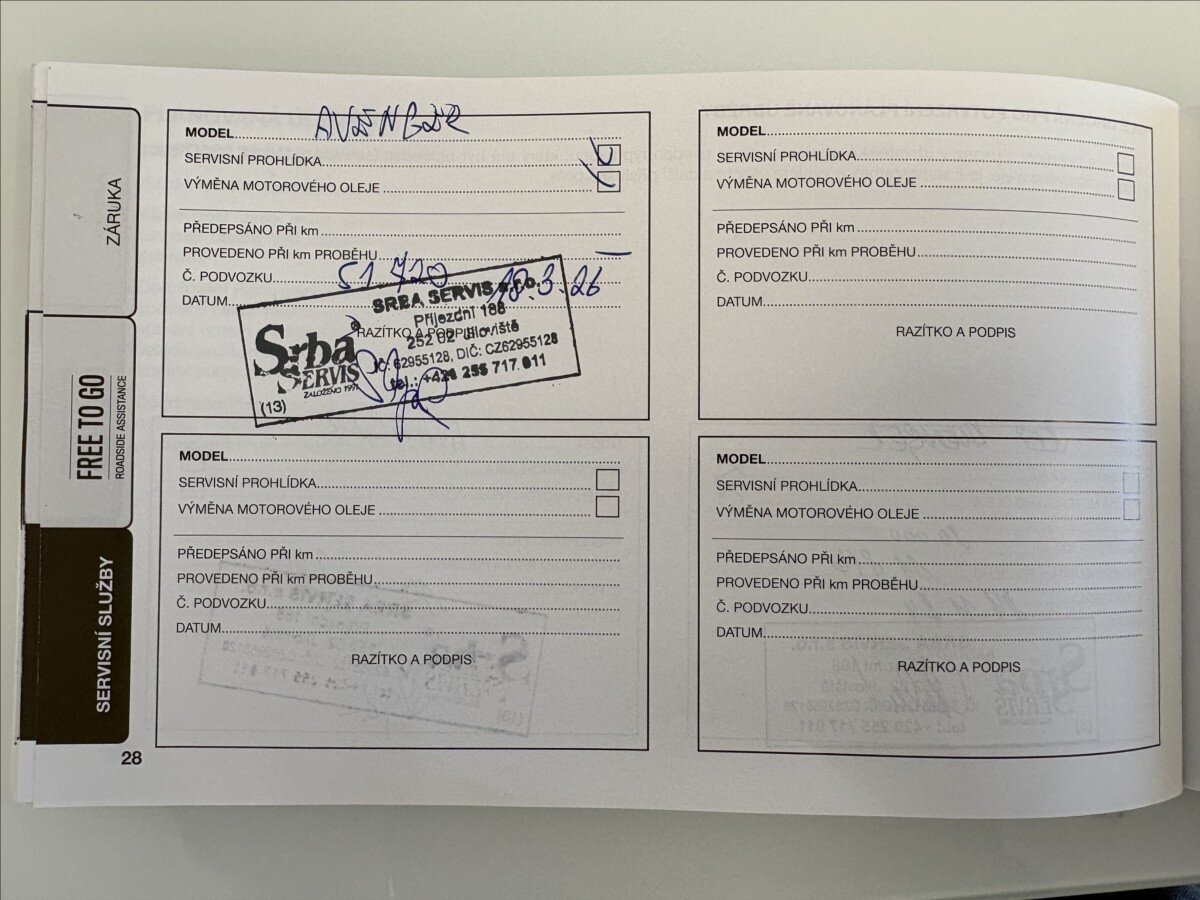 ZÁRUKA
FREE TO GO
ROADSIDE ASSISTANCE
SERVISNÍ SLUŽBY
28
MODEL AVENGER
SERVISNÍ PROHLÍDKA
VÝMĚNA MOTOROVÉHO OLEJE
PŘEDEPSÁNO PŘI km
PROVEDENO PŘI km PROBĚHU
Č. PODVOZKU 51 720
DATUM 18.3.26
RAZÍTKO A PODPIS
Srba
SERVIS
ZALOŽENO 1991
(13)
SRBA SERVIS s.r.o.
Příjezdní 188
252 02 Jíloviště
IČ: 62955128, DIČ: CZ62955128
tel.: +420 255 717 011
MODEL
SERVISNÍ PROHLÍDKA
VÝMĚNA MOTOROVÉHO OLEJE
PŘEDEPSÁNO PŘI km
PROVEDENO PŘI km PROBĚHU
Č. PODVOZKU
DATUM
RAZÍTKO A PODPIS
MODEL
SERVISNÍ PROHLÍDKA
VÝMĚNA MOTOROVÉHO OLEJE
PŘEDEPSÁNO PŘI km
PROVEDENO PŘI km PROBĚHU
Č. PODVOZKU
DATUM
RAZÍTKO A PODPIS
MODEL
SERVISNÍ PROHLÍDKA
VÝMĚNA MOTOROVÉHO OLEJE
PŘEDEPSÁNO PŘI km
PROVEDENO PŘI km PROBĚHU
Č. PODVOZKU
DATUM
RAZÍTKO A PODPIS